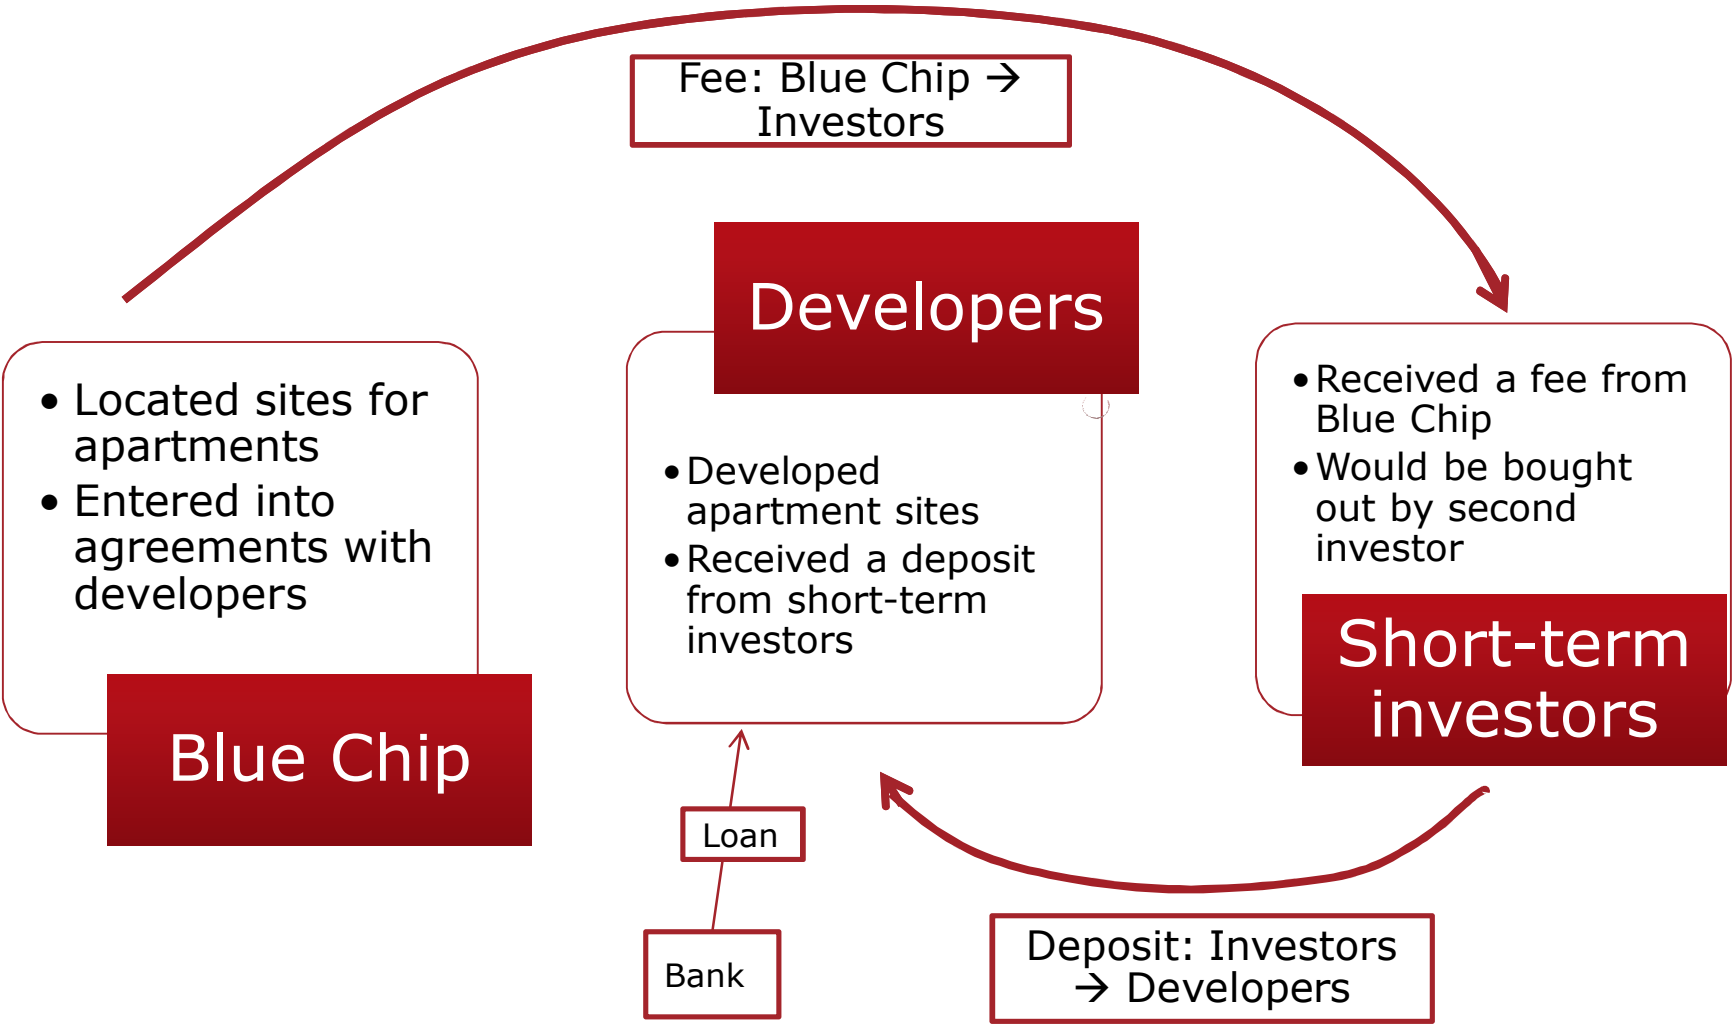 Fee: Blue Chip →
Investors
• Located sites for
apartments
• Entered into
agreements with
developers
Blue Chip
Developers
• Developed
apartment sites
• Received a deposit
from short-term
investors
• Received a fee from
Blue Chip
• Would be bought
out by second
investor
Short-term
investors
Loan
Bank
Deposit: Investors
→ Developers